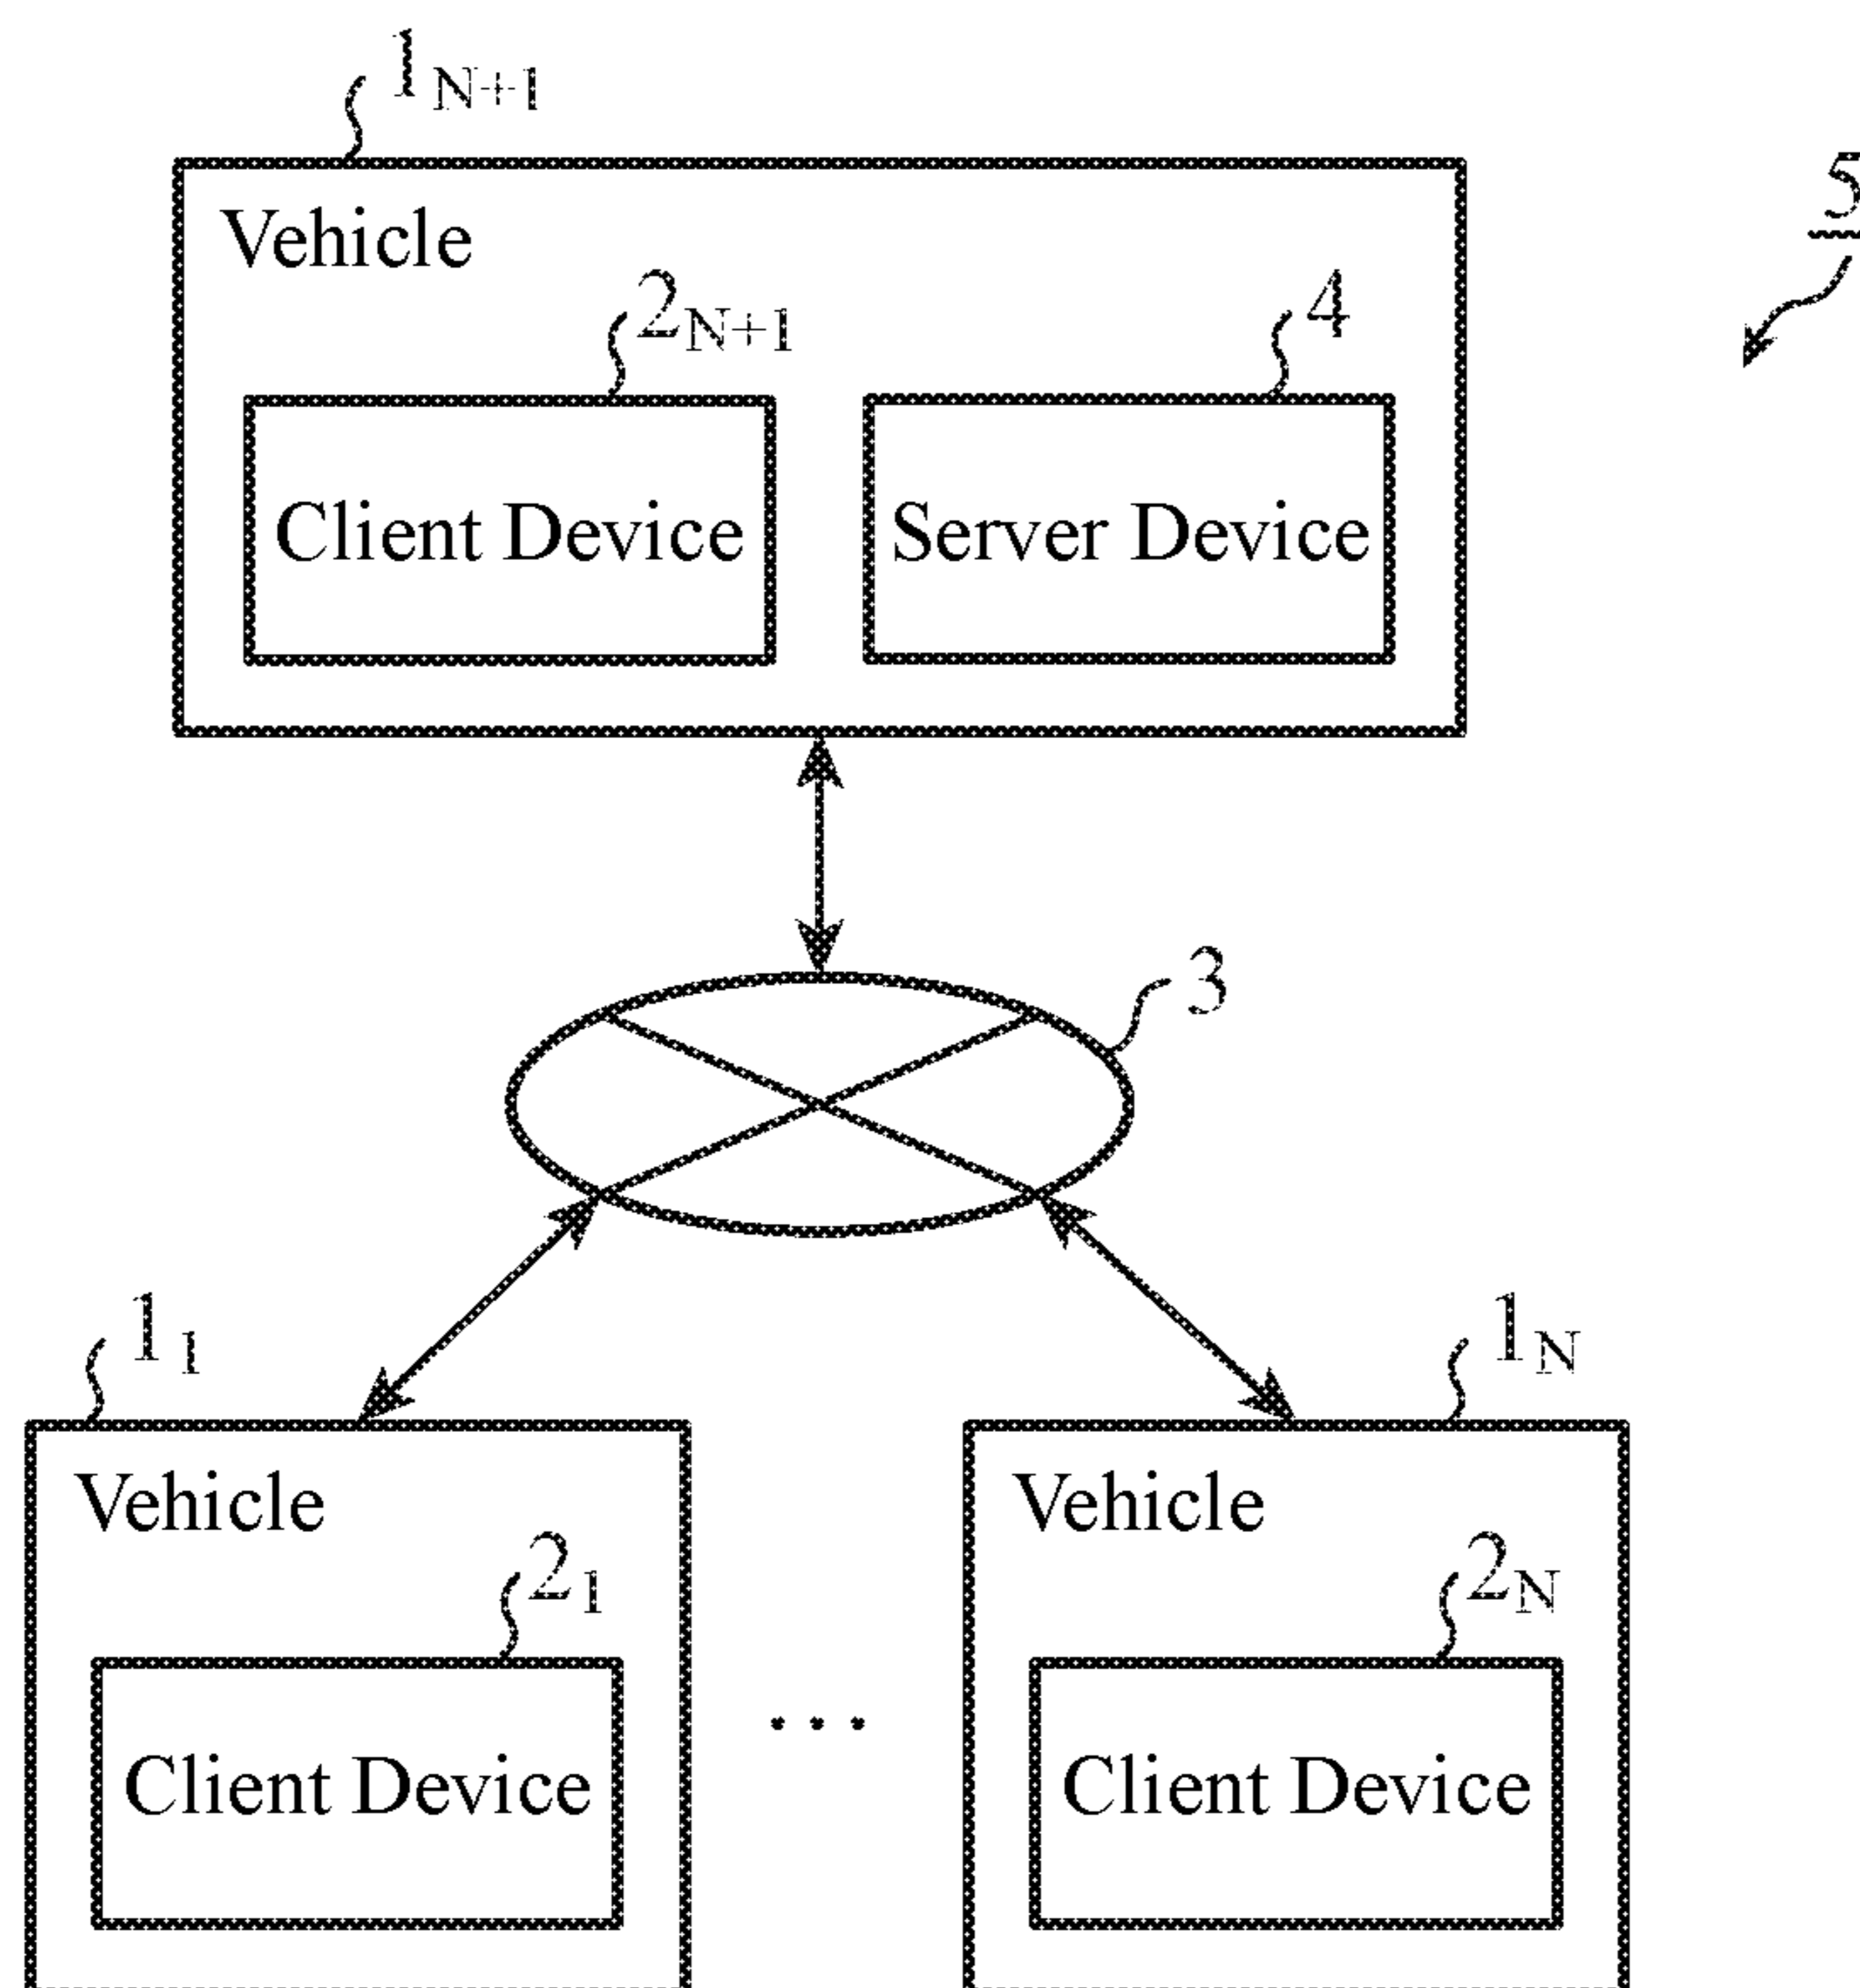 1N+1
5
Vehicle
2N+1
4
Client Device
Server Device
3
11
1N
Vehicle
Vehicle
21
2N
...
Client Device
Client Device